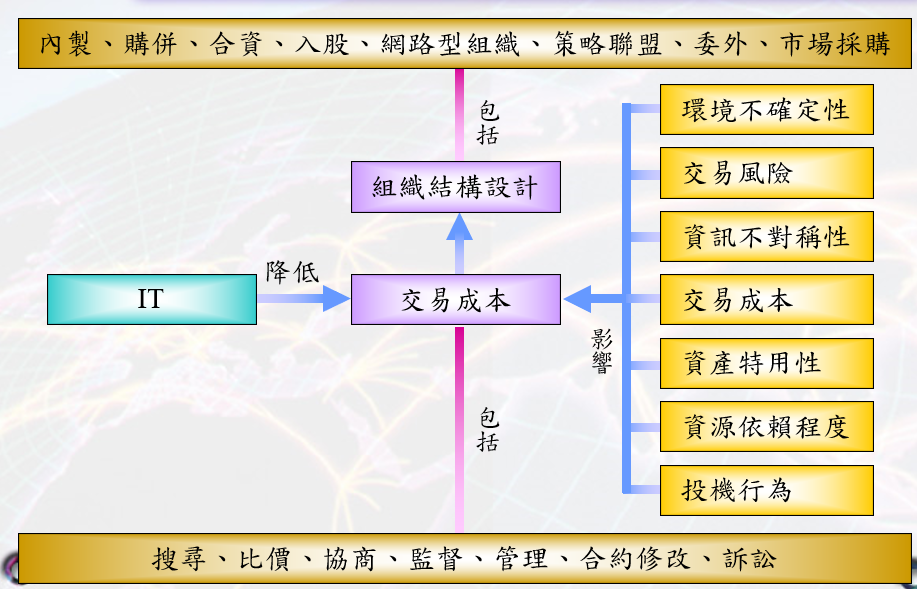 內製、購併、合資、入股、網路型組織、策略聯盟、委外、市場採購
包括
組織結構設計
IT
降低
交易成本
影響
環境不確定性
交易風險
資訊不對稱性
交易成本
資產特用性
資源依賴程度
投機行為
包括
搜尋、比價、協商、監督、管理、合約修改、訴訟